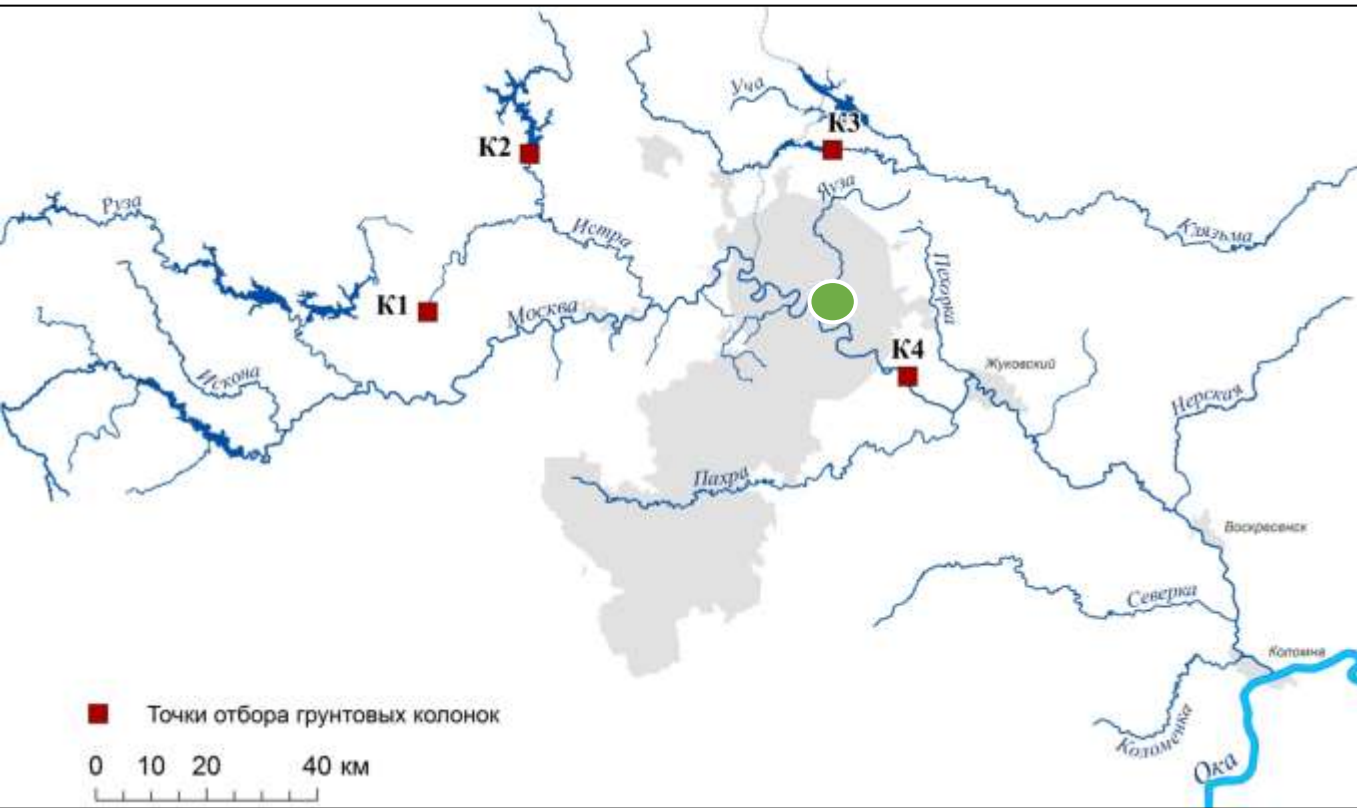 Уча
К3
К2
Яуза
Руза
Истра
Клязьма
Пехорка
К1
Москва
К4
Искона
Жуковский
Нерская
Пахра
Воскресенск
Северка
Коломна
Точки отбора грунтовых колонок
Коломенка
Ока
0 10 20 40 км